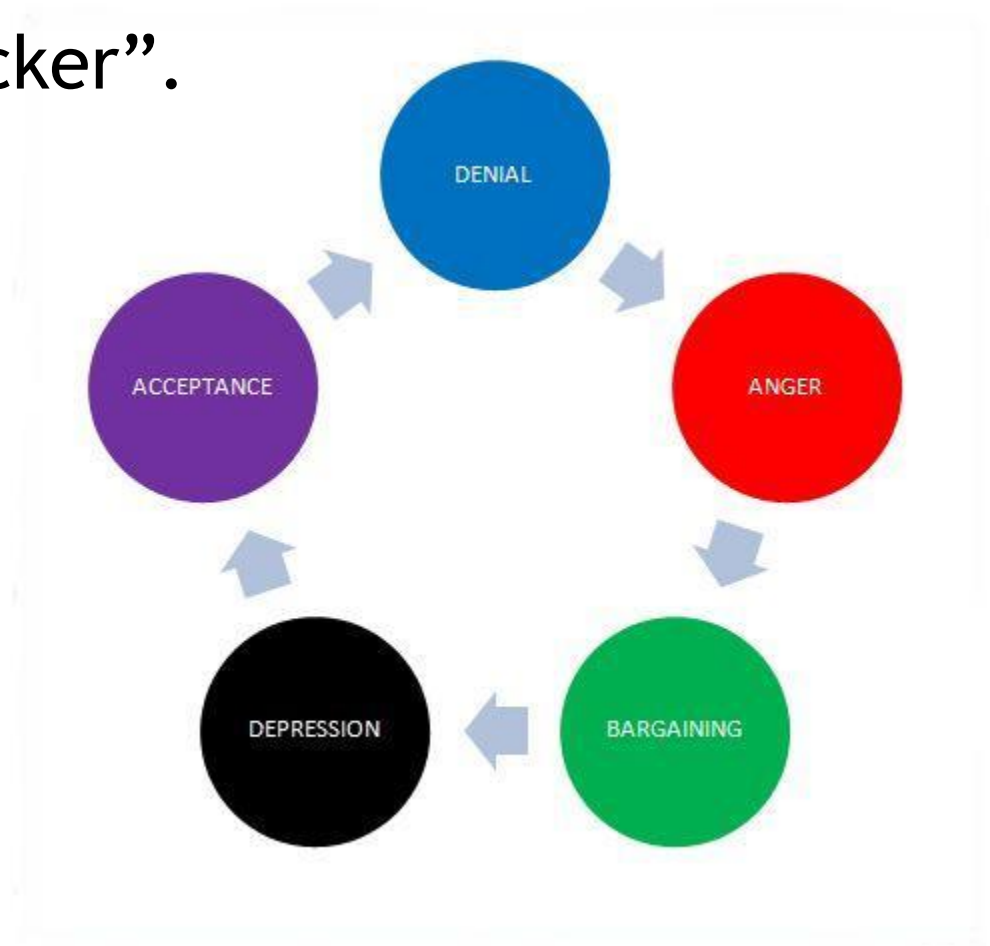 cker”.
DENIAL
ANGER
BARGAINING
DEPRESSION
ACCEPTANCE